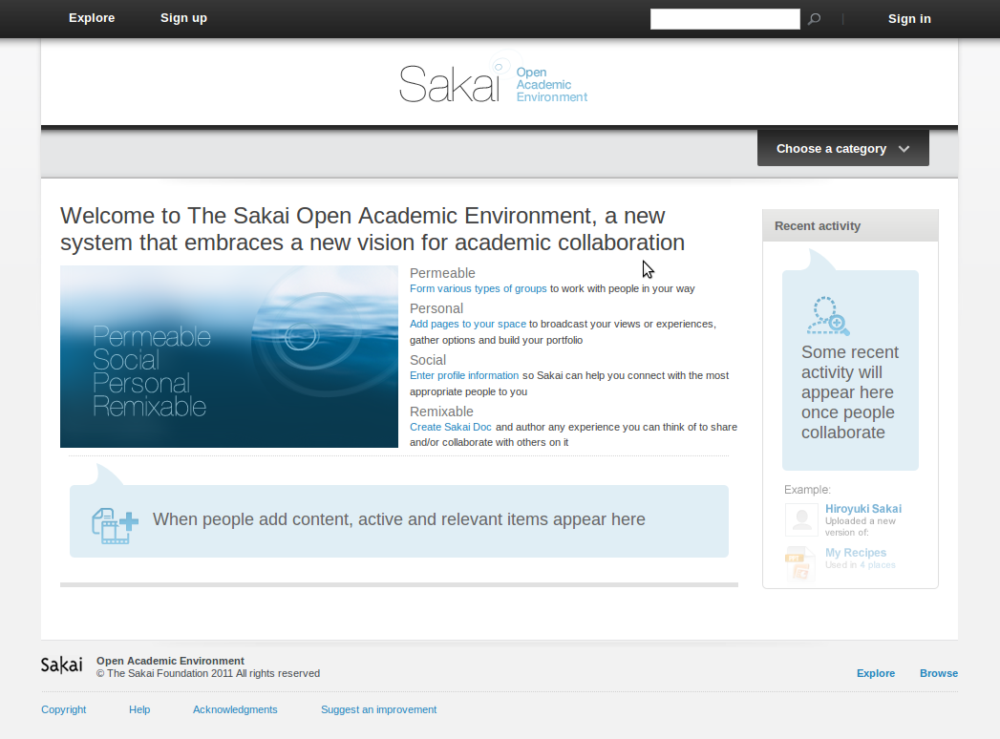 Explore Sign up Sign in
Sakai Open
Academic
Environment
Choose a category
Welcome to The Sakai Open Academic Environment, a new
system that embraces a new vision for academic collaboration
Permeable
Social
Personal
Remixable
Permeable
Form various types of groups to work with people in your way
Personal
Add pages to your space to broadcast your views or experiences,
gather options and build your portfolio
Social
Enter profile information so Sakai can help you connect with the most
appropriate people to you
Remixable
Create Sakai Doc and author any experience you can think of to share
and/or collaborate with others on it
When people add content, active and relevant items appear here
Recent activity
Some recent
activity will
appear here
once people
collaborate
Example:
Hiroyuki Sakai
Uploaded a new
version of:
My Recipes
Used in 4 places
Sakai
Open Academic Environment
© The Sakai Foundation 2011 All rights reserved
Explore Browse
Copyright Help Acknowledgments Suggest an improvement